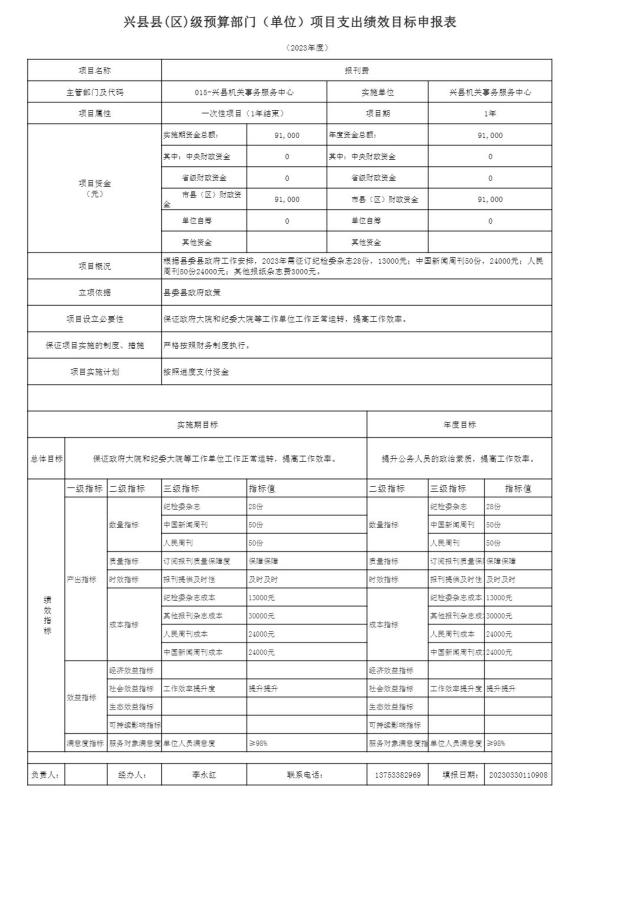 兴县县(区)级预算部门（单位）项目支出绩效目标申报表
（2023年度）
项目名称 报刊费
主管部门及代码 015-兴县机关事务服务中心 实施单位 兴县机关事务服务中心
项目属性 一次性项目（1年结束） 项目期 1年
项目资金（元） 实施期资金总额： 91,000 年度资金总额： 91,000
其中：中央财政资金 0 其中：中央财政资金 0
省级财政资金 0 省级财政资金 0
市县（区）财政资金 91,000 市县（区）财政资金 91,000
单位自筹 0 单位自筹 0
其他资金 其他资金
项目概况 根据县委县政府工作安排，2023年需征订纪检委杂志28份，13000元；中国新闻周刊50份，24000元；人民
周刊50份24000元；其他报纸杂志费3000元。
立项依据 县委县政府政策
项目设立必要性 保证政府大院和纪委大院等工作单位工作正常运转，提高工作效率。
保证项目实施的制度、措施 严格按照财务制度执行。
项目实施计划 按照进度支付资金
实施期目标 年度目标
总体目标 保证政府大院和纪委大院等工作单位工作正常运转，提高工作效率。 提升公务人员的政治素质，提高工作效率。
绩效指标 一级指标 二级指标 三级指标 指标值 二级指标 三级指标 指标值
产出指标 数量指标 纪检委杂志 28份 数量指标 纪检委杂志 28份
中国新闻周刊 50份 中国新闻周刊 50份
人民周刊 50份 人民周刊 50份
质量指标 订阅报刊质量保障度 保障保障 质量指标 订阅报刊质量保 保障保障
时效指标 报刊提供及时性 及时及时 时效指标 报刊提供及时性 及时及时
成本指标 纪检委杂志成本 13000元 成本指标 纪检委杂志成本 13000元
其他报刊杂志成本 30000元 其他报刊杂志成 30000元
人民周刊成本 24000元 人民周刊成本 24000元
中国新闻周刊成本 24000元 中国新闻周刊成 24000元
效益指标 经济效益指标 经济效益指标
社会效益指标 工作效率提升度 提升提升 社会效益指标 工作效率提升度 提升提升
生态效益指标 生态效益指标
可持续影响指标 可持续影响指标
满意度指标 服务对象满意度 单位人员满意度 ≥98% 服务对象满意度指 单位人员满意度 ≥98%
负责人： 经办人： 李永红 联系电话： 13753382969 填报日期： 20230330110908